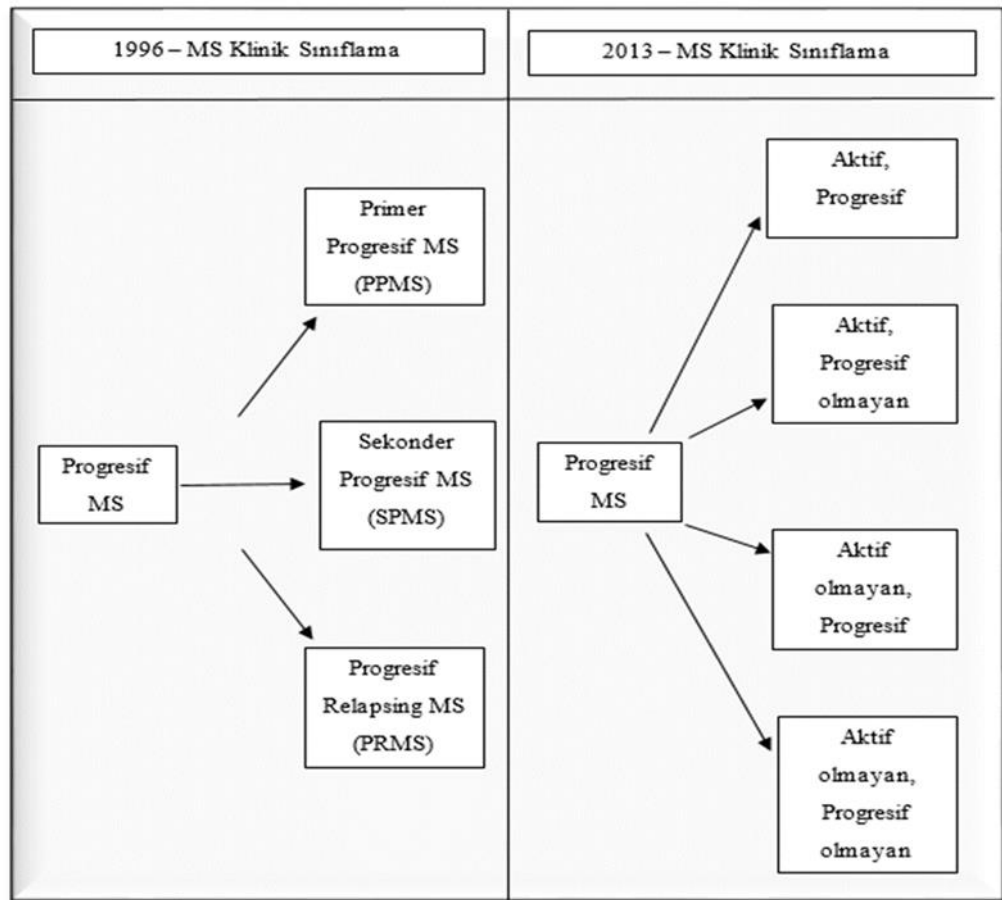 1996 – MS Klinik Sınıflama
Progresif
MS
Primer
Progresif MS
(PPMS)
Sekonder
Progresif MS
(SPMS)
Progresif
Relapsing MS
(PRMS)
2013 – MS Klinik Sınıflama
Progresif
MS
Aktif,
Progresif
Aktif,
Progresif
olmayan
Aktif
olmayan,
Progresif
Aktif
olmayan,
Progresif
olmayan